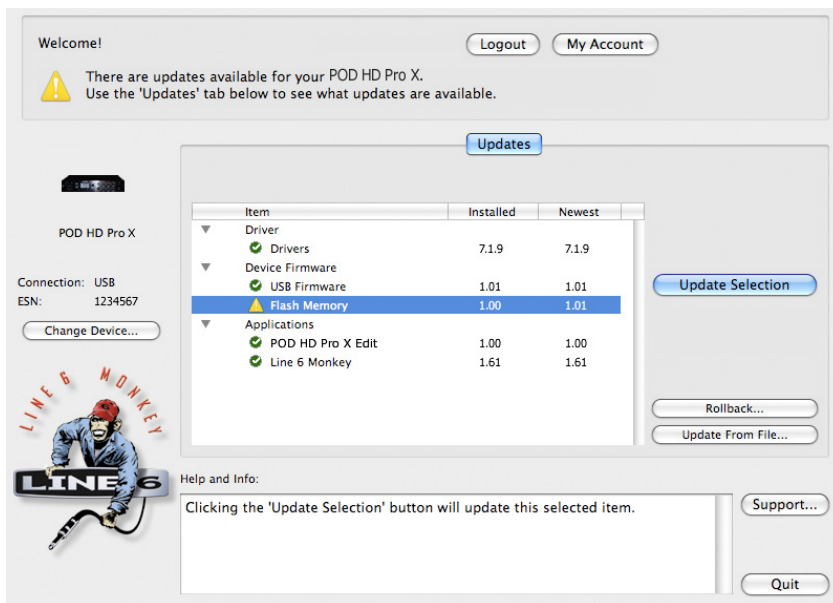 Welcome!
Logout
My Account
There are updates available for your POD HD Pro X.
Use the 'Updates' tab below to see what updates are available.
Updates
POD HD Pro X
Connection: USB
ESN: 1234567
Change Device...
Item Installed Newest
Driver
Drivers 7.1.9 7.1.9
Device Firmware
USB Firmware 1.01 1.01
Flash Memory 1.00 1.01
Applications
POD HD Pro X Edit 1.00 1.00
Line 6 Monkey 1.61 1.61
Update Selection
Rollback...
Update From File...
LINE 6 MONKEY
LINE 6
Help and Info:
Clicking the 'Update Selection' button will update this selected item.
Support...
Quit